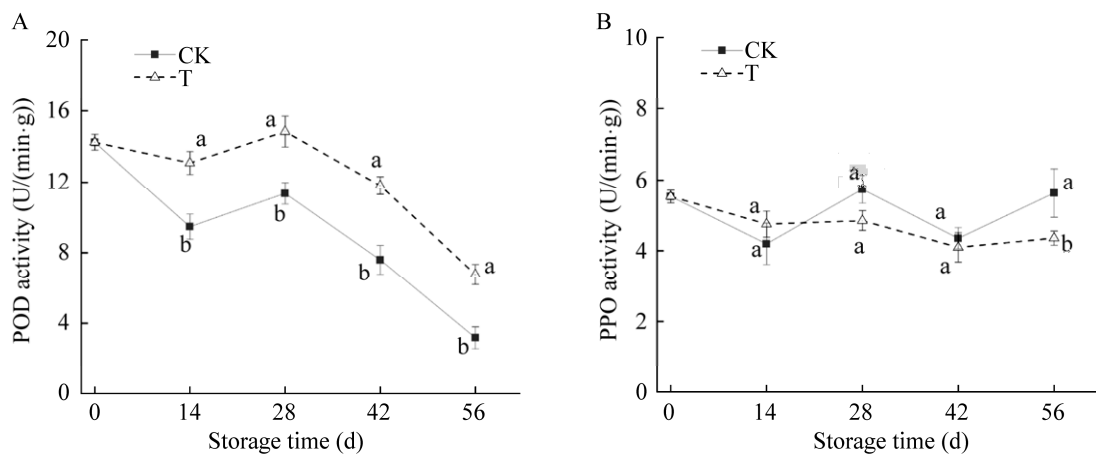 A
CK
T
20
16
12
8
4
0
a
a
a
a
b
b
b
b
0 14 28 42 56
Storage time (d)
POD activity (U/(min·g))
B
CK
T
10
8
6
4
2
0
a
a
a
a
a
a
a
b
0 14 28 42 56
Storage time (d)
PPO activity (U/(min·g))